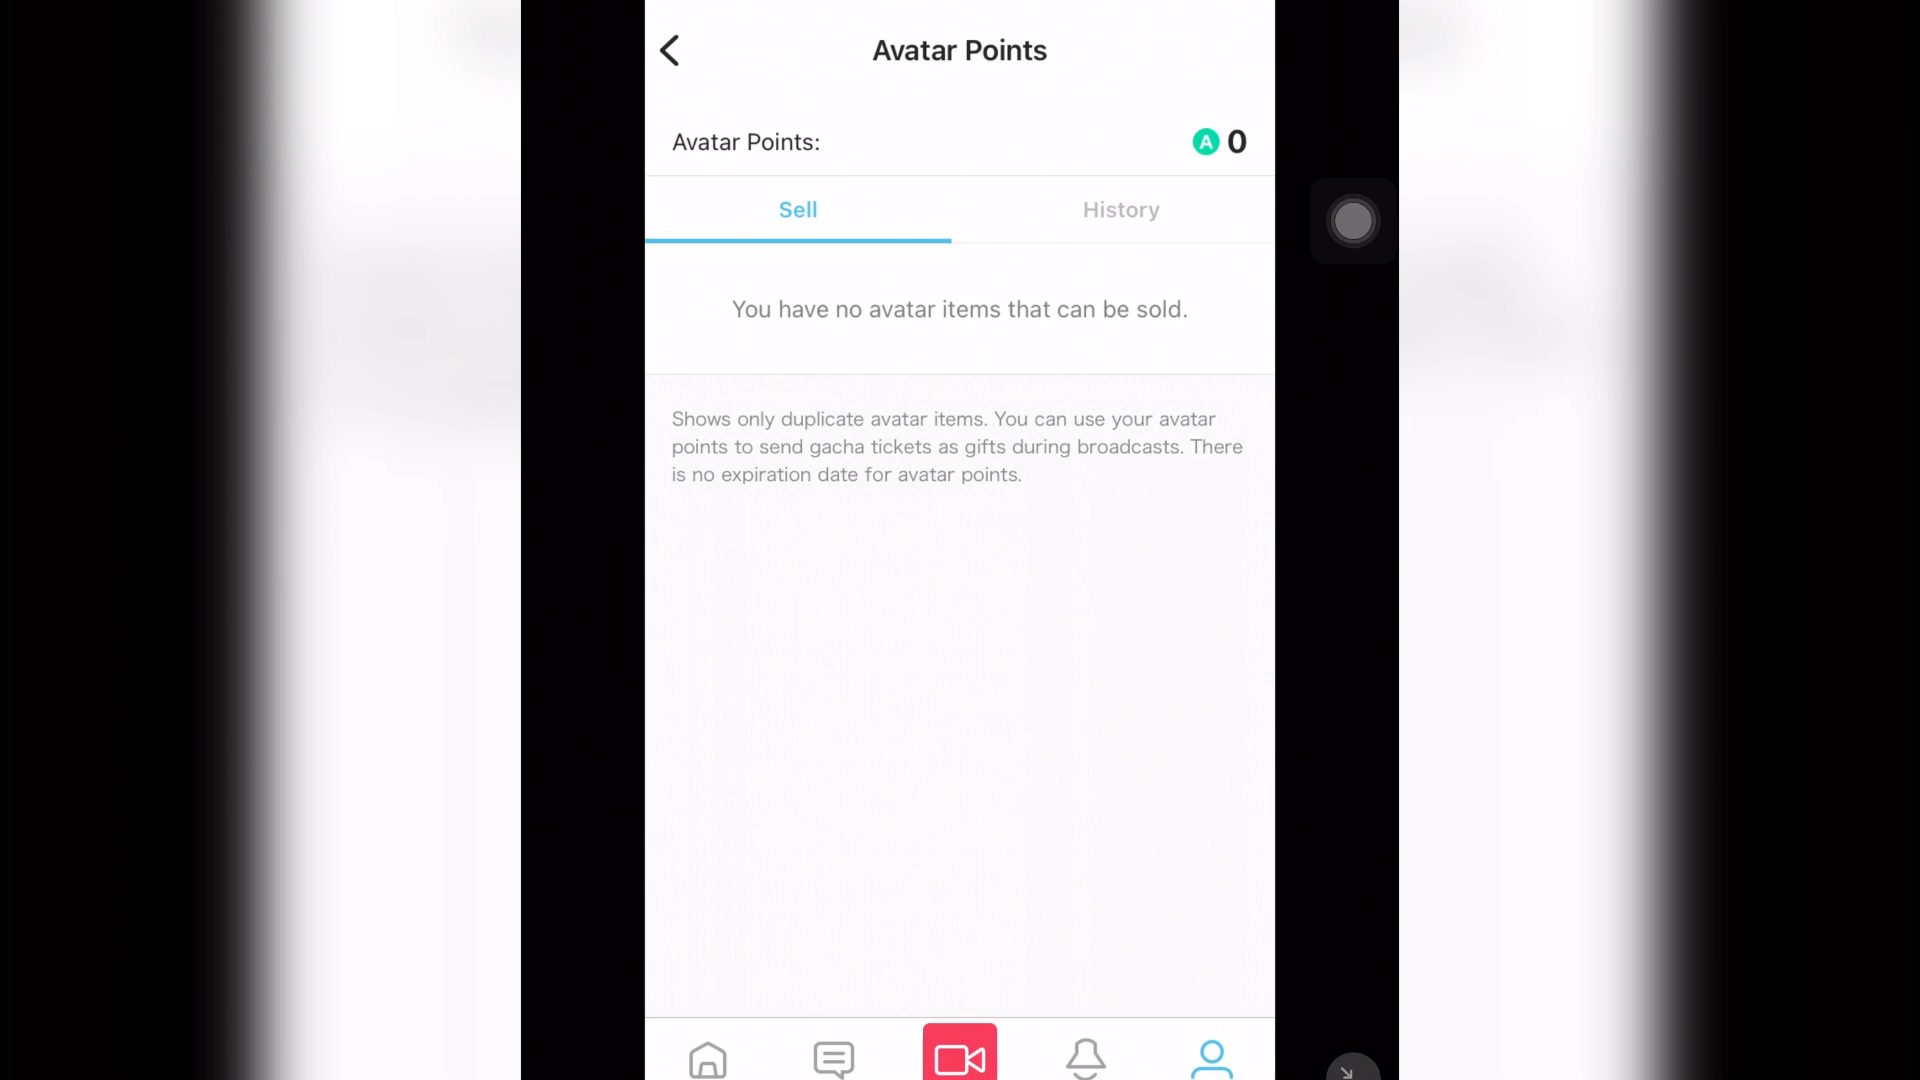 Avatar Points
Avatar Points:
A 0
Sell
History
You have no avatar items that can be sold.
Shows only duplicate avatar items. You can use your avatar
points to send gacha tickets as gifts during broadcasts. There
is no expiration date for avatar points.